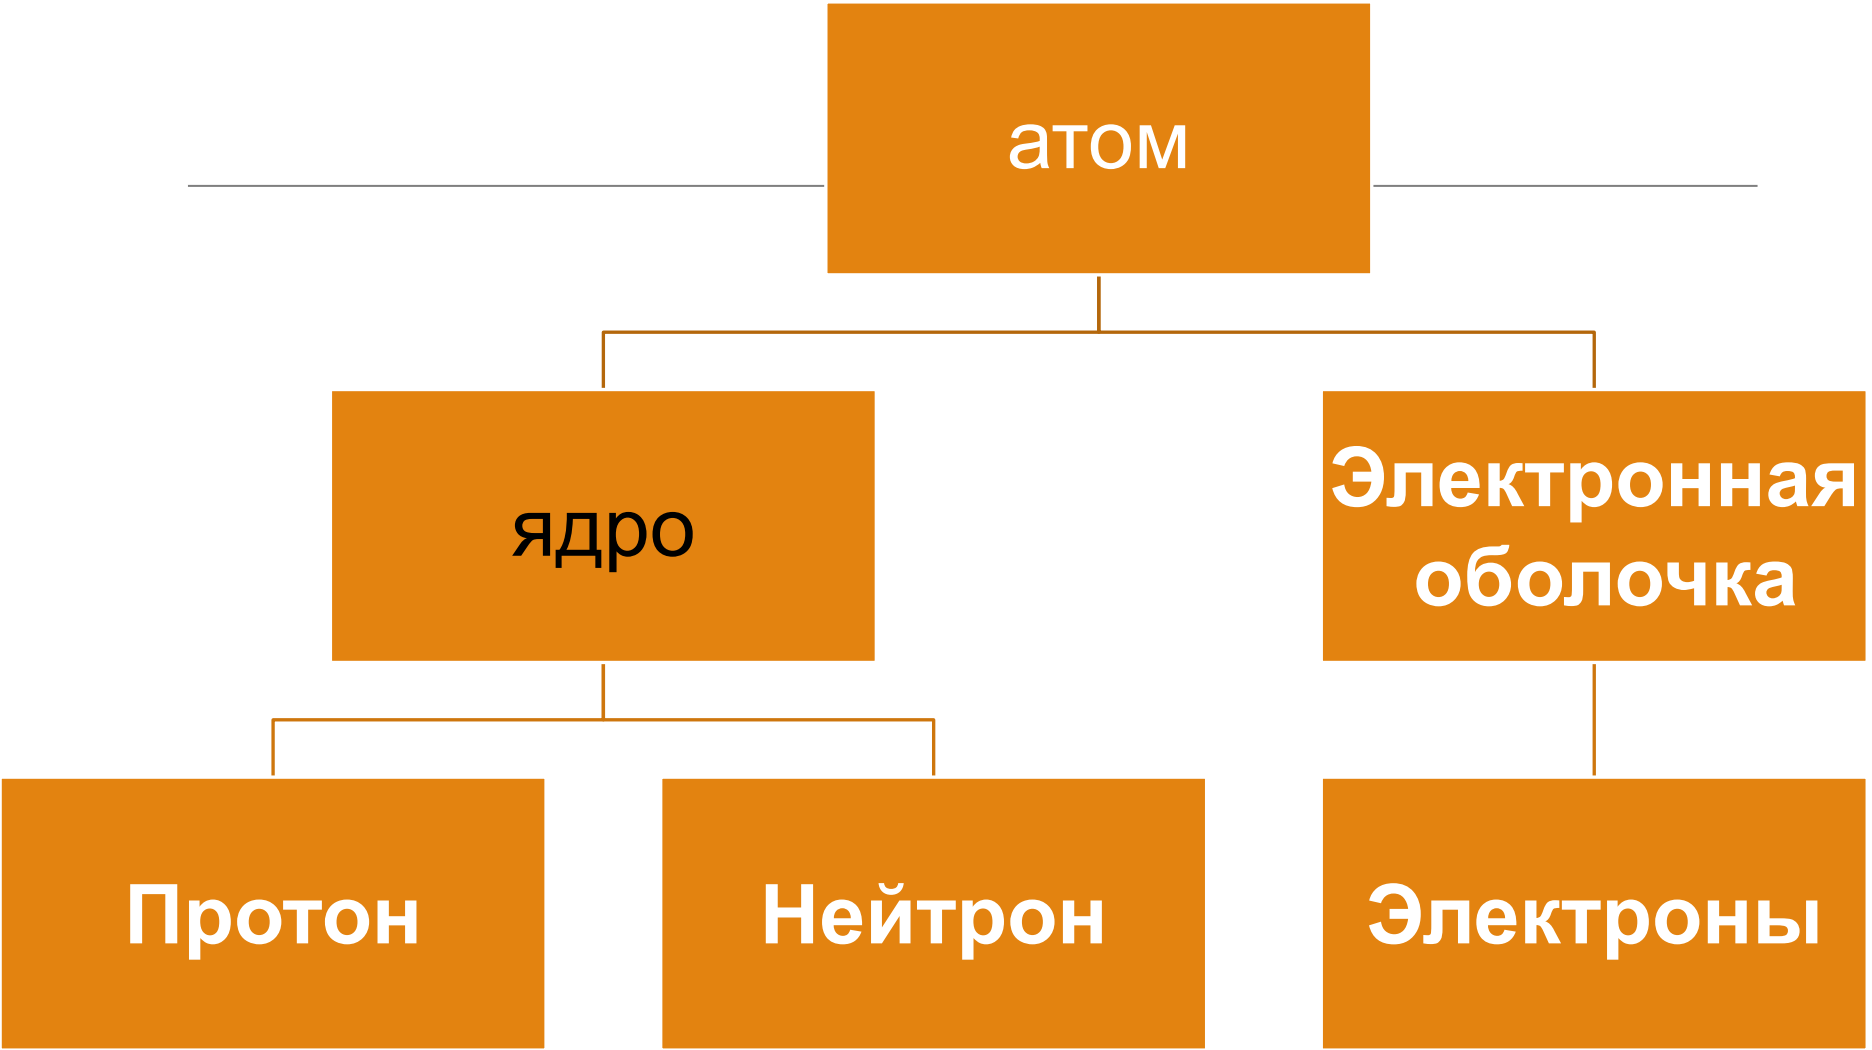 атом
ядро
Электронная
оболочка
Протон
Нейтрон
Электроны